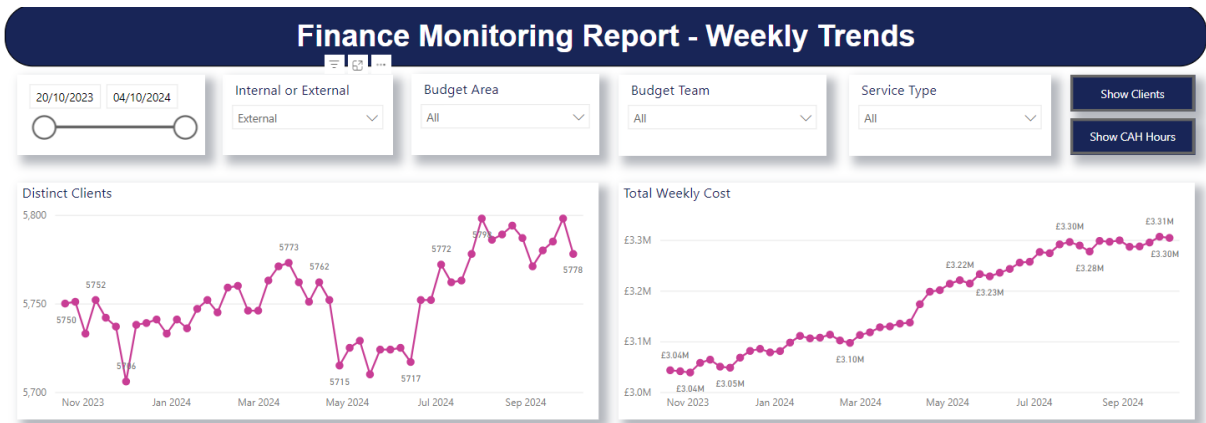 Finance Monitoring Report - Weekly Trends
20/10/2023 04/10/2024
Internal or External
External
Budget Area
All
Budget Team
All
Service Type
All
Show Clients
Show CAH Hours
Distinct Clients
5,800
5,750
5,700
5750
5752
5706
5773
5762
5715
5717
5772
5778
Nov 2023 Jan 2024 Mar 2024 May 2024 Jul 2024 Sep 2024
Total Weekly Cost
£3.3M
£3.2M
£3.1M
£3.0M
£3.04M
£3.04M
£3.05M
£3.10M
£3.22M
£3.23M
£3.30M
£3.28M
£3.31M
£3.30M
Nov 2023 Jan 2024 Mar 2024 May 2024 Jul 2024 Sep 2024